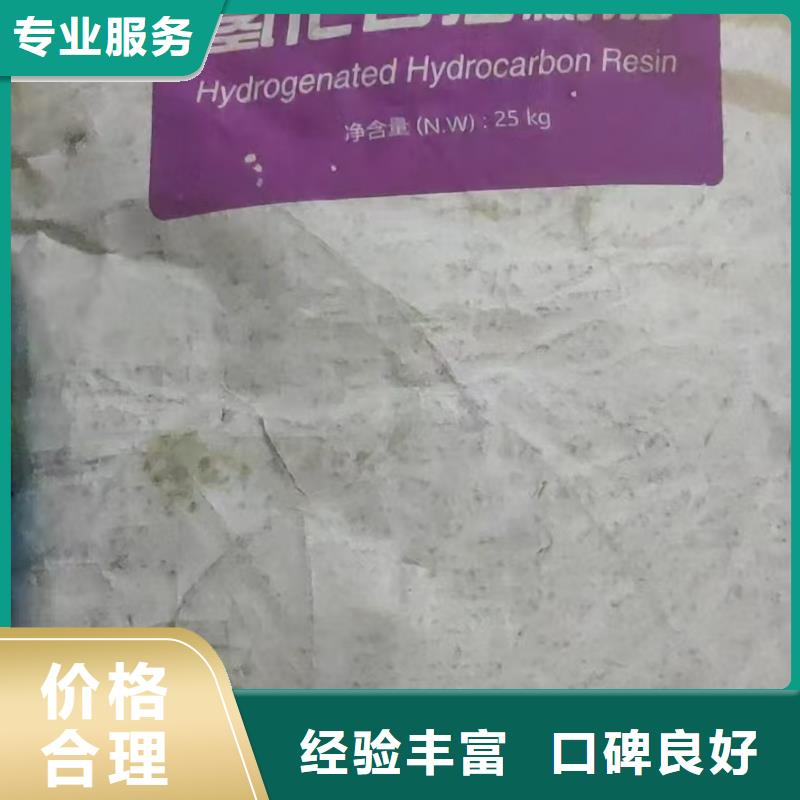 专业服务
Hydrogenated Hydrocarbon Resin
净含量 (N.W) : 25 kg
价格
合理
经验丰富 口碑良好